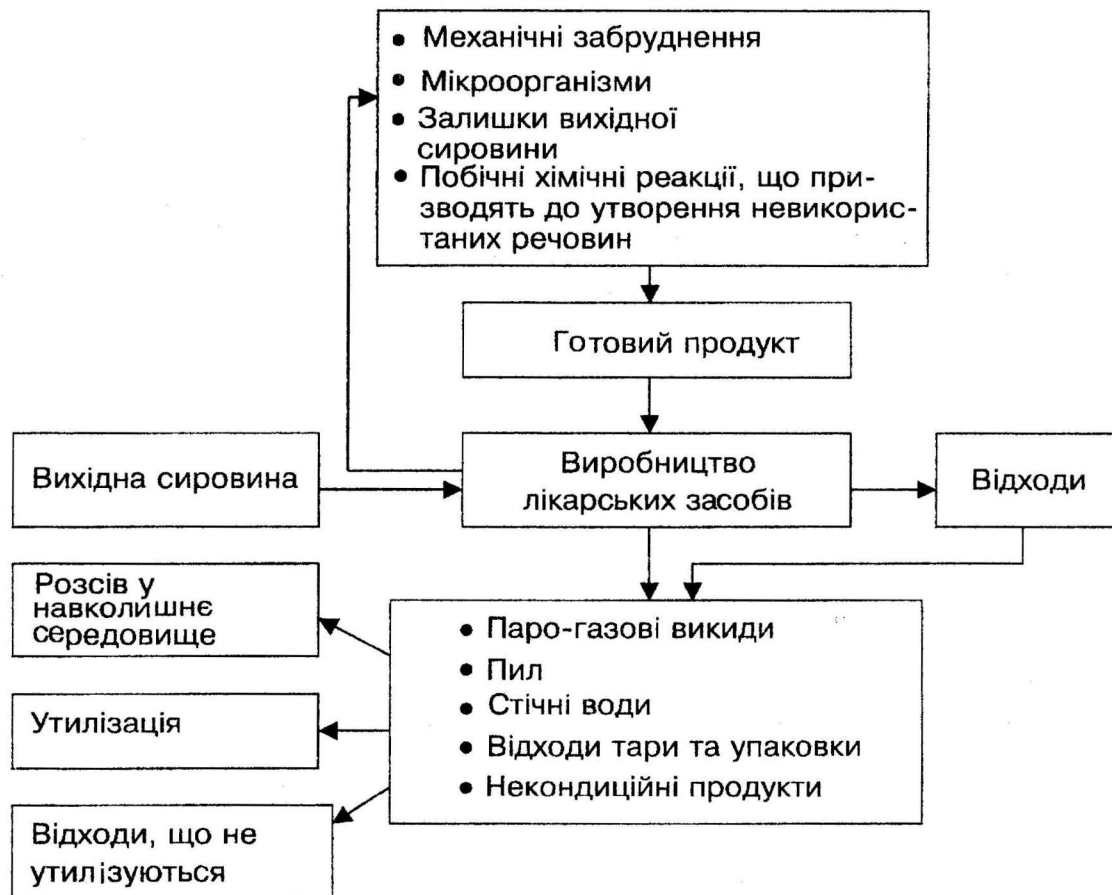 • Механічні забруднення
• Мікроорганізми
• Залишки вихідної
сировини
• Побічні хімічні реакції, що при-
зводять до утворення невикорис-
таних речовин
Готовий продукт
Вихідна сировина
Виробництво
лікарських засобів
Відходи
Розсів у
навколишнє
середовище
Утилізація
Відходи, що не
утилізуються
• Паро-газові викиди
• Пил
• Стічні води
• Відходи тари та упаковки
• Некондиційні продукти